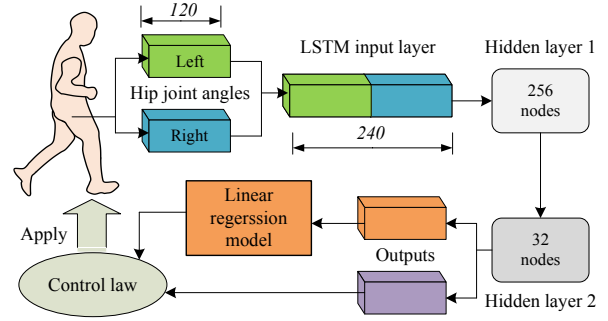 120
Left
Hip joint angles
Right
LSTM input layer
240
Hidden layer 1
256
nodes
32
nodes
Hidden layer 2
Outputs
Linear
regerssion
model
Control law
Apply